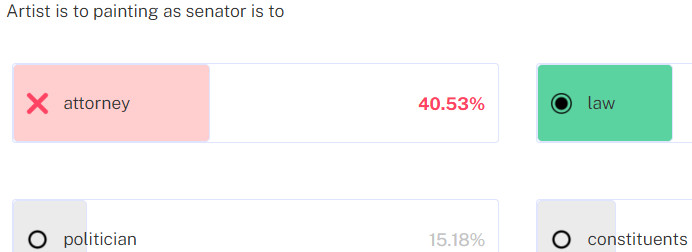 Artist is to painting as senator is to
attorney 40.53%
law
politician 15.18%
constituents